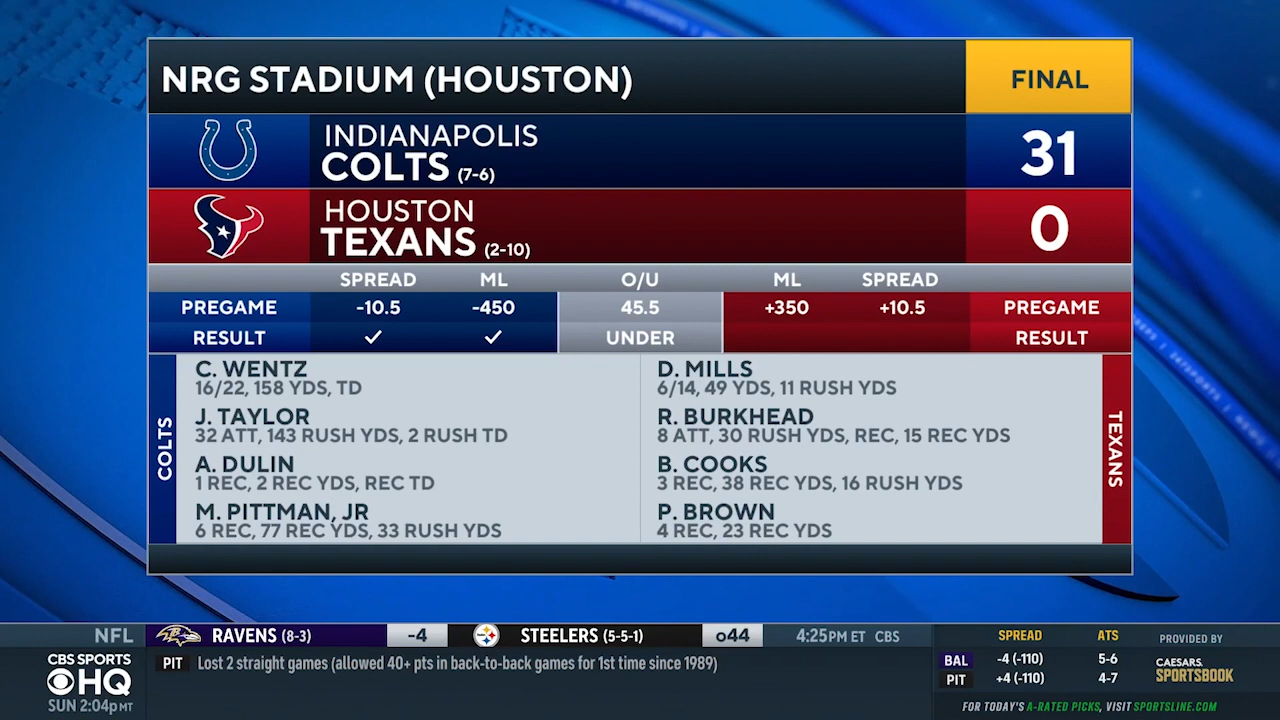 NRG STADIUM (HOUSTON)
FINAL
INDIANAPOLIS
COLTS (7-6)
31
HOUSTON
TEXANS (2-10)
0
SPREAD ML O/U ML SPREAD
PREGAME -10.5 -450 45.5 +350 +10.5 PREGAME
RESULT ✓ ✓ UNDER RESULT
COLTS
C. WENTZ
16/22, 158 YDS, TD
J. TAYLOR
32 ATT, 143 RUSH YDS, 2 RUSH TD
A. DULIN
1 REC, 2 REC YDS, REC TD
M. PITTMAN, JR
6 REC, 77 REC YDS, 33 RUSH YDS
D. MILLS
6/14, 49 YDS, 11 RUSH YDS
R. BURKHEAD
8 ATT, 30 RUSH YDS, REC, 15 REC YDS
B. COOKS
3 REC, 38 REC YDS, 16 RUSH YDS
P. BROWN
4 REC, 23 REC YDS
TEXANS
NFL
RAVENS (8-3) -4 STEELERS (5-5-1) o44 4:25PM ET CBS
CBS SPORTS
HQ
SUN 2:04PM MT
PIT Lost 2 straight games (allowed 40+ pts in back-to-back games for 1st time since 1989)
SPREAD ATS
BAL -4 (-110) 5-6
PIT +4 (-110) 4-7
PROVIDED BY
CAESARS
SPORTSBOOK
FOR TODAY'S A-RATED PICKS, VISIT SPORTSLINE.COM